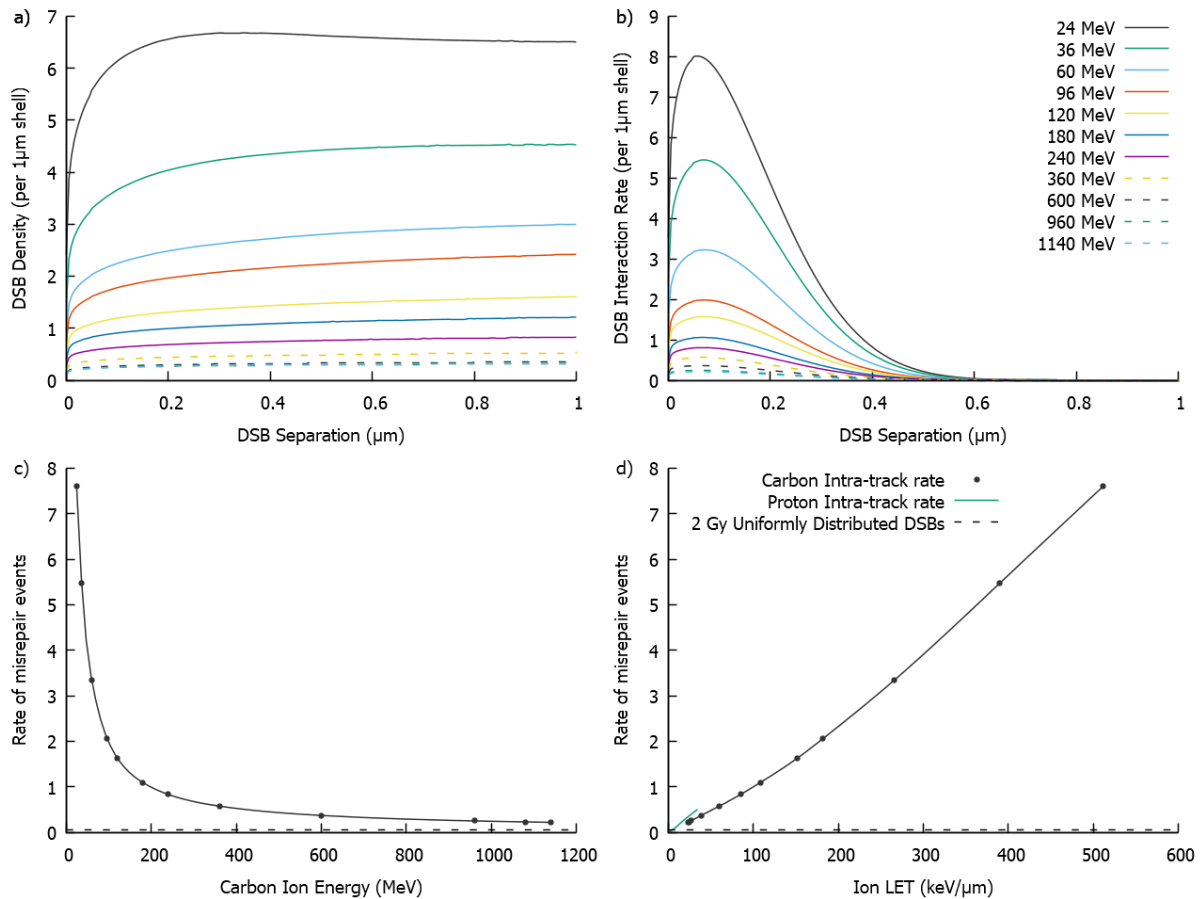 a)
7
6
5
4
3
2
1
0
DSB Density (per 1μm shell)
0
0.2
0.4
0.6
0.8
1
DSB Separation (μm)
b)
9
8
7
6
5
4
3
2
1
0
DSB Interaction Rate (per 1μm shell)
0
0.2
0.4
0.6
0.8
1
DSB Separation (μm)
24 MeV
36 MeV
60 MeV
96 MeV
120 MeV
180 MeV
240 MeV
360 MeV
600 MeV
960 MeV
1140 MeV
c)
8
7
6
5
4
3
2
1
0
Rate of misrepair events
0
200
400
600
800
1000
1200
Carbon Ion Energy (MeV)
d)
8
7
6
5
4
3
2
1
0
Rate of misrepair events
Carbon Intra-track rate
Proton Intra-track rate
2 Gy Uniformly Distributed DSBs
0
100
200
300
400
500
600
Ion LET (keV/μm)